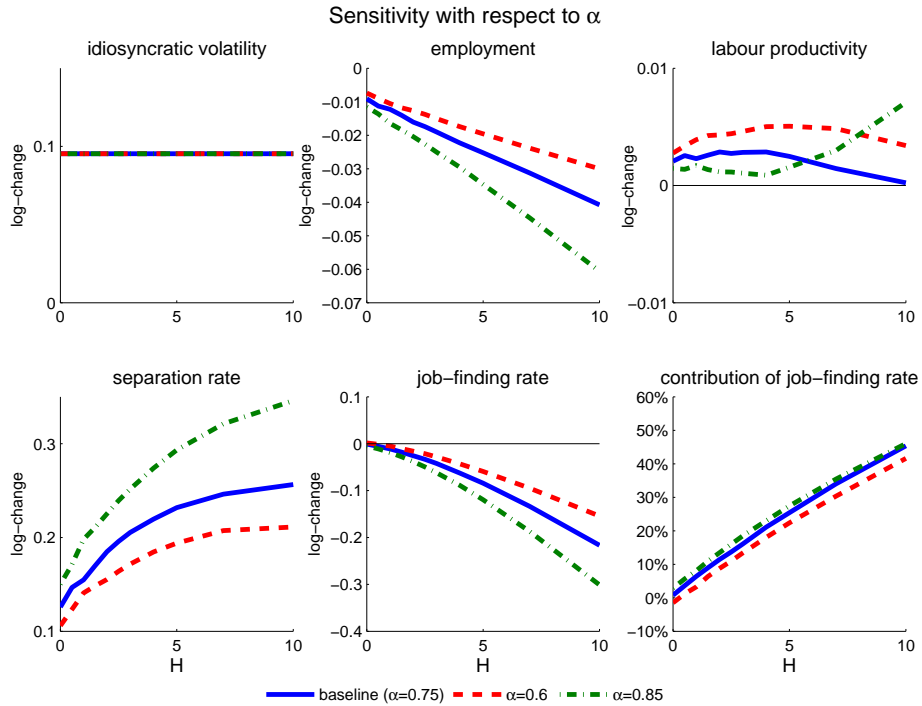 Sensitivity with respect to α
idiosyncratic volatility
employment
labour productivity
log−change
0.1
0
0 5 10
log−change
0
−0.01
−0.02
−0.03
−0.04
−0.05
−0.06
−0.07
0 5 10
log−change
0.01
0
−0.01
0 5 10
separation rate
job−finding rate
contribution of job−finding rate
log−change
0.3
0.2
0.1
0 5 10
H
log−change
0.1
0
−0.1
−0.2
−0.3
−0.4
0 5 10
H
60%
50%
40%
30%
20%
10%
0%
−10%
0 5 10
H
baseline (α=0.75) α=0.6 α=0.85